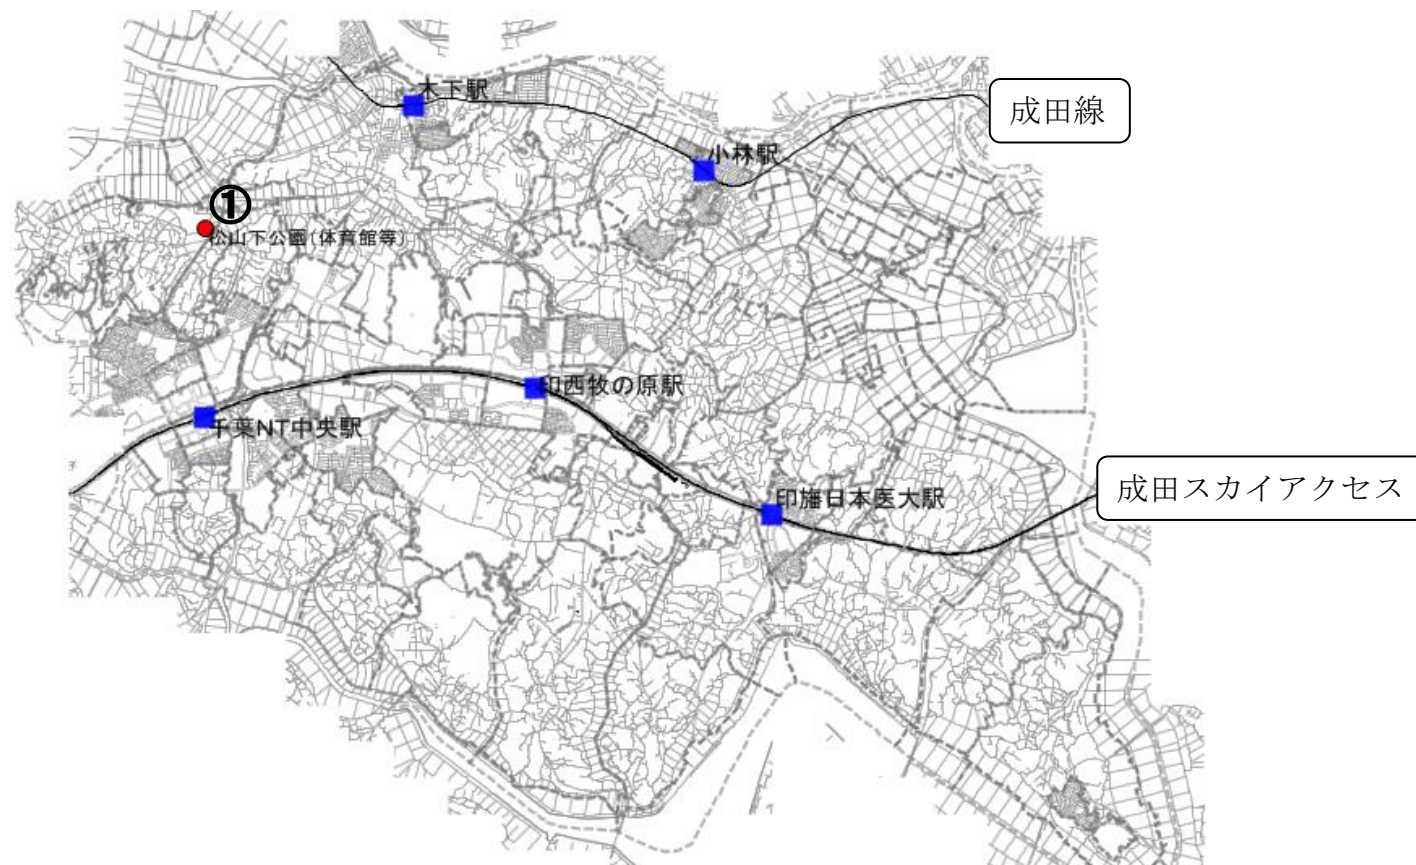 木下駅
成田線
小林駅
①
松山下公園(体育館等)
印西牧の原駅
千葉NT中央駅
成田スカイアクセス
印旛日本医大駅